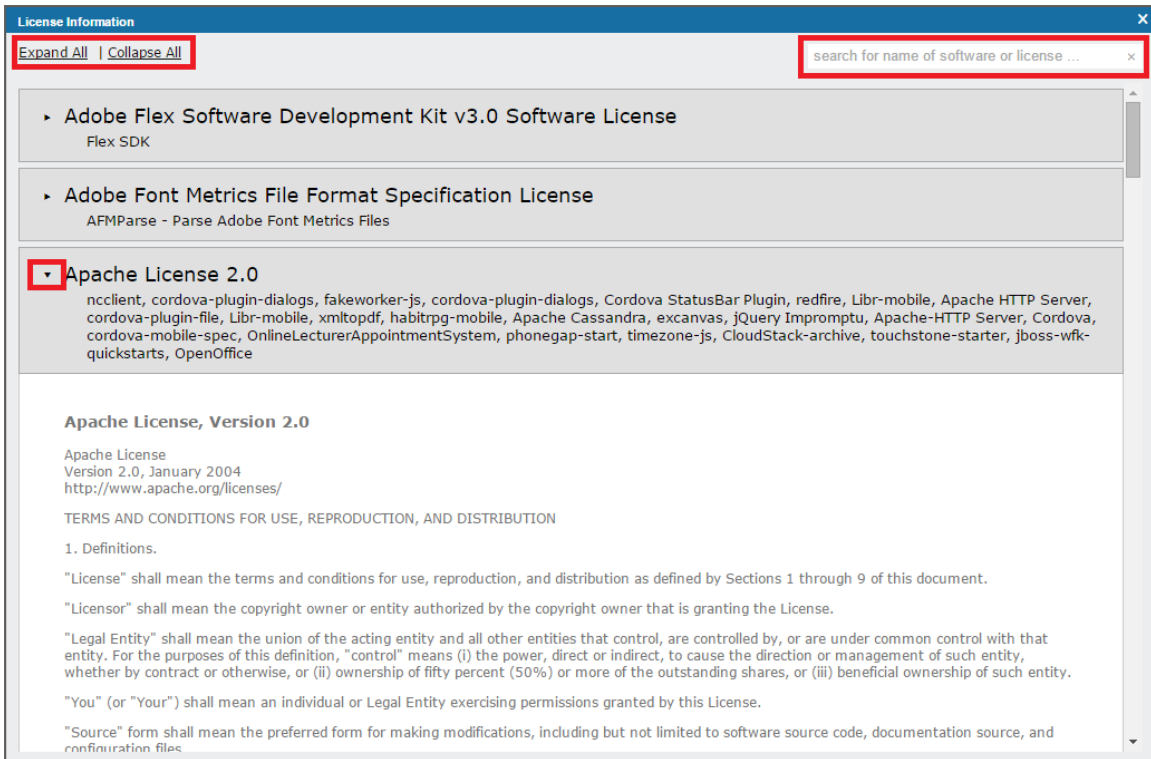 License Information
X
Expand All | Collapse All
search for name of software or license ...
×
Adobe Flex Software Development Kit v3.0 Software License
Flex SDK
Adobe Font Metrics File Format Specification License
AFMParse - Parse Adobe Font Metrics Files
Apache License 2.0
ncclient, cordova-plugin-dialogs, fakeworker-js, cordova-plugin-dialogs, Cordova StatusBar Plugin, redfire, Libr-mobile, Apache HTTP Server,
cordova-plugin-file, Libr-mobile, xmltopdf, habitrpg-mobile, Apache Cassandra, excanvas, jQuery Impromptu, Apache-HTTP Server, Cordova,
cordova-mobile-spec, OnlineLecturerAppointmentSystem, phonegap-start, timezone-js, CloudStack-archive, touchstone-starter, jboss-wfk-
quickstarts, OpenOffice
Apache License, Version 2.0
Apache License
Version 2.0, January 2004
http://www.apache.org/licenses/
TERMS AND CONDITIONS FOR USE, REPRODUCTION, AND DISTRIBUTION
1. Definitions.
"License" shall mean the terms and conditions for use, reproduction, and distribution as defined by Sections 1 through 9 of this document.
"Licensor" shall mean the copyright owner or entity authorized by the copyright owner that is granting the License.
"Legal Entity" shall mean the union of the acting entity and all other entities that control, are controlled by, or are under common control with that
entity. For the purposes of this definition, "control" means (i) the power, direct or indirect, to cause the direction or management of such entity,
whether by contract or otherwise, or (ii) ownership of fifty percent (50%) or more of the outstanding shares, or (iii) beneficial ownership of such entity.
"You" (or "Your") shall mean an individual or Legal Entity exercising permissions granted by this License.
"Source" form shall mean the preferred form for making modifications, including but not limited to software source code, documentation source, and
configuration files.